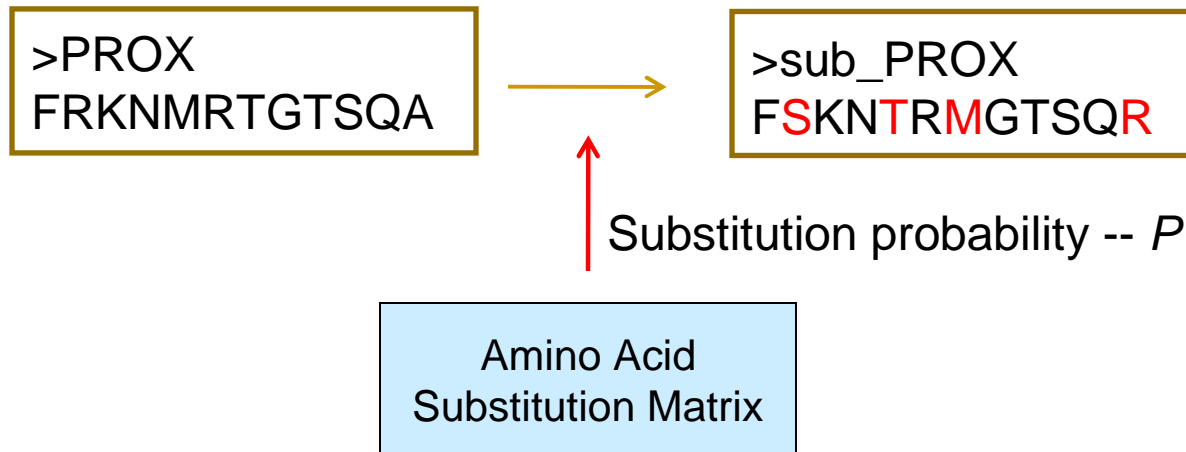 >PROX
FRKNMRTGTSQA
>sub_PROX
FSKNTRMGTSQR
Substitution probability -- P
Amino Acid
Substitution Matrix